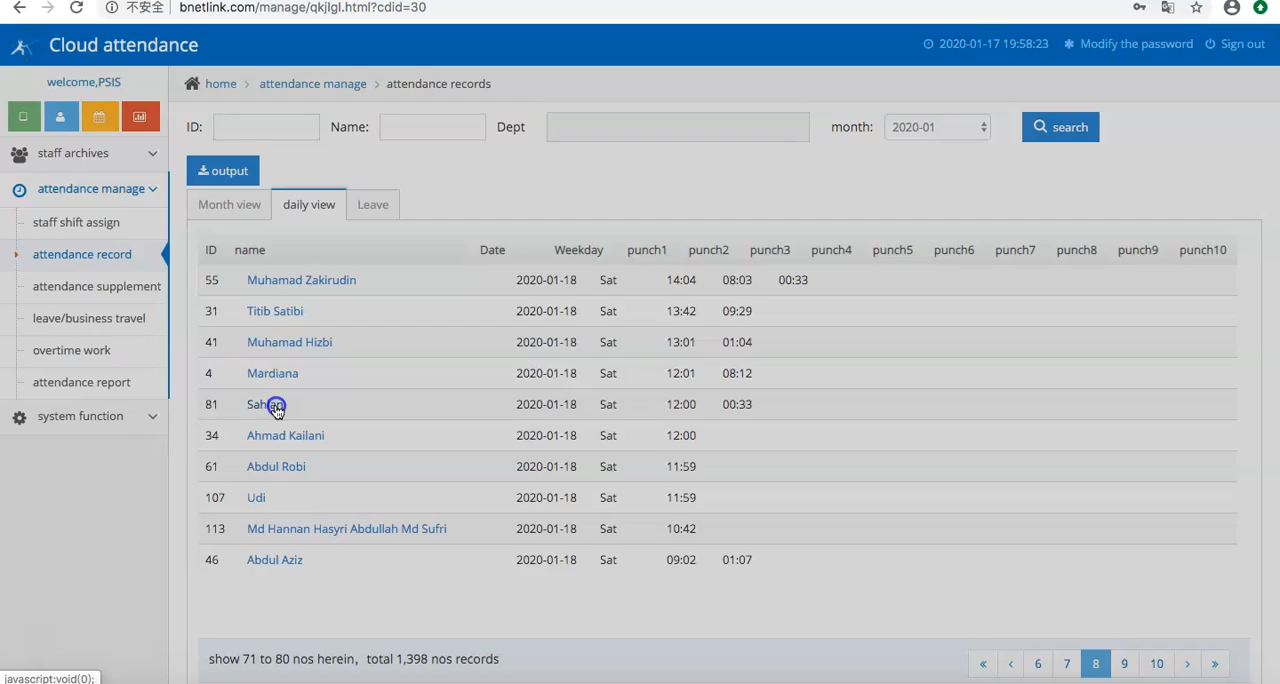 不安全 bnetlink.com/manage/qkjlgl.html?cdid=30
Cloud attendance 2020-01-17 19:58:23 Modify the password Sign out
welcome,PSIS
home > attendance manage > attendance records
ID: Name: Dept month: 2020-01 search
output
staff archives
attendance manage
staff shift assign
attendance record
attendance supplement
leave/business travel
overtime work
attendance report
system function
Month view daily view Leave
ID name Date Weekday punch1 punch2 punch3 punch4 punch5 punch6 punch7 punch8 punch9 punch10
55 Muhamad Zakirudin 2020-01-18 Sat 14:04 08:03 00:33
31 Titib Satibi 2020-01-18 Sat 13:42 09:29
41 Muhamad Hizbi 2020-01-18 Sat 13:01 01:04
4 Mardiana 2020-01-18 Sat 12:01 08:12
81 2020-01-18 Sat 12:00 00:33
34 Ahmad Kailani 2020-01-18 Sat 12:00
61 Abdul Robi 2020-01-18 Sat 11:59
107 Udi 2020-01-18 Sat 11:59
113 Md Hannan Hasyri Abdullah Md Sufri 2020-01-18 Sat 10:42
46 Abdul Aziz 2020-01-18 Sat 09:02 01:07
show 71 to 80 nos herein，total 1,398 nos records
« ‹ 6 7 8 9 10 › »
javascript:void(0);